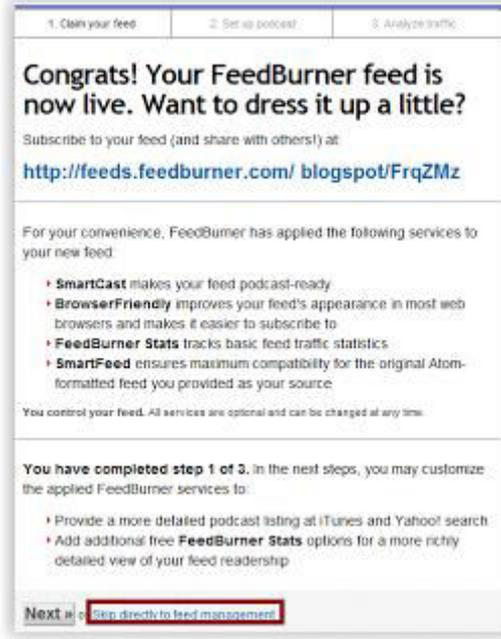 1. Claim your feed 2. Set up podcast 3. Analyze traffic
Congrats! Your FeedBurner feed is
now live. Want to dress it up a little?
Subscribe to your feed (and share with others!) at
http://feeds.feedburner.com/ blogspot/FrqZMz
For your convenience, FeedBurner has applied the following services to
your new feed:
SmartCast makes your feed podcast-ready
BrowserFriendly improves your feed's appearance in most web
browsers and makes it easier to subscribe to
FeedBurner Stats tracks basic feed traffic statistics
SmartFeed ensures maximum compatibility for the original Atom-
formatted feed you provided as your source
You control your feed. All services are optional and can be changed at any time.
You have completed step 1 of 3. In the next steps, you may customize
the applied FeedBurner services to:
Provide a more detailed podcast listing at iTunes and Yahoo! search
Add additional free FeedBurner Stats options for a more richly
detailed view of your feed readership
Next » or Skip directly to feed management